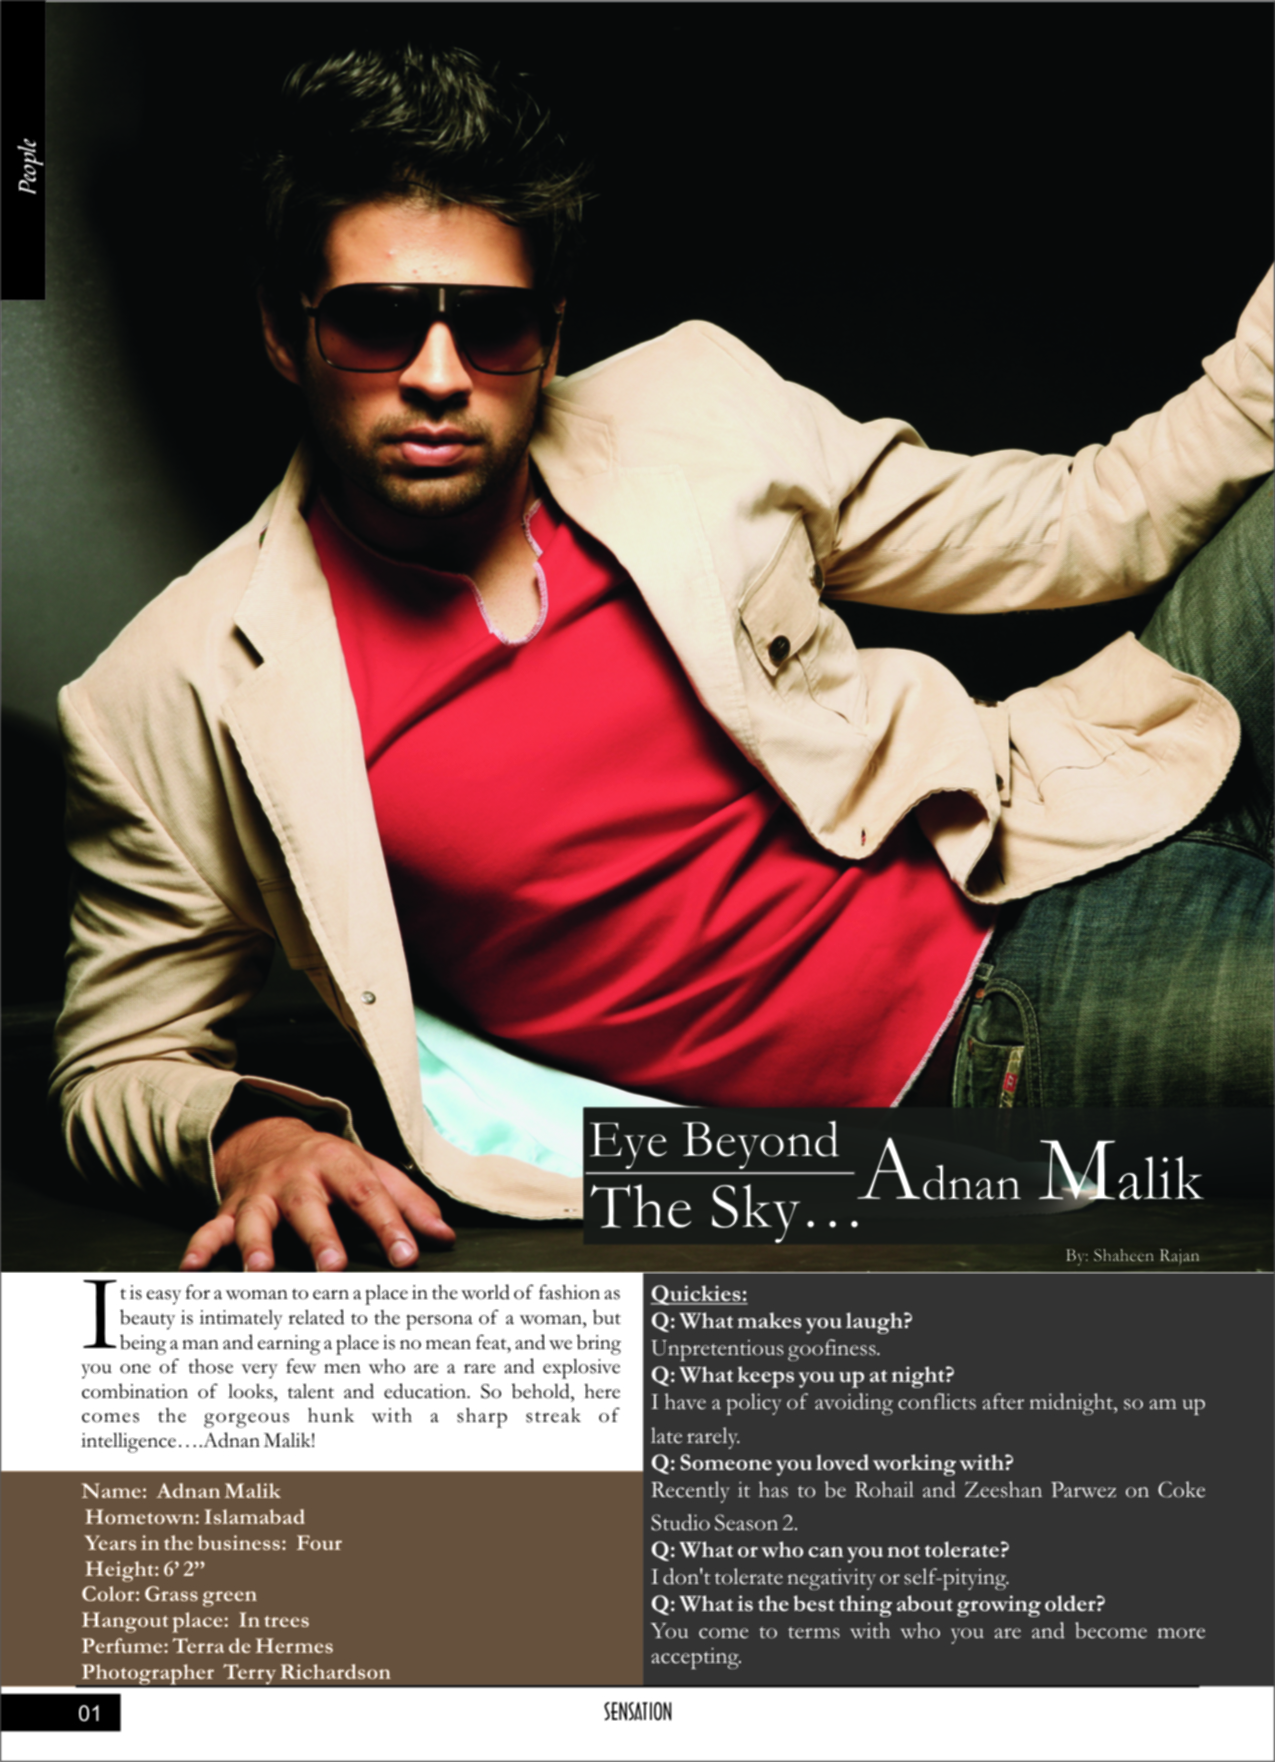 People
Eye Beyond
The Sky...
Adnan Malik
By: Shaheen Rajan
It is easy for a woman to earn a place in the world of fashion as
beauty is intimately related to the persona of a woman, but
being a man and earning a place is no mean feat, and we bring
you one of those very few men who are a rare and explosive
combination of looks, talent and education. So behold, here
comes the gorgeous hunk with a sharp streak of
intelligence....Adnan Malik!
Name: Adnan Malik
Hometown: Islamabad
Years in the business: Four
Height: 6’ 2”
Color: Grass green
Hangout place: In trees
Perfume: Terra de Hermes
Photographer Terry Richardson
Quickies:
Q: What makes you laugh?
Unpretentious goofiness.
Q: What keeps you up at night?
I have a policy of avoiding conflicts after midnight, so am up
late rarely.
Q: Someone you loved working with?
Recently it has to be Rohail and Zeeshan Parwez on Coke
Studio Season 2.
Q: What or who can you not tolerate?
I don't tolerate negativity or self-pitying.
Q: What is the best thing about growing older?
You come to terms with who you are and become more
accepting.
01
SENSATION